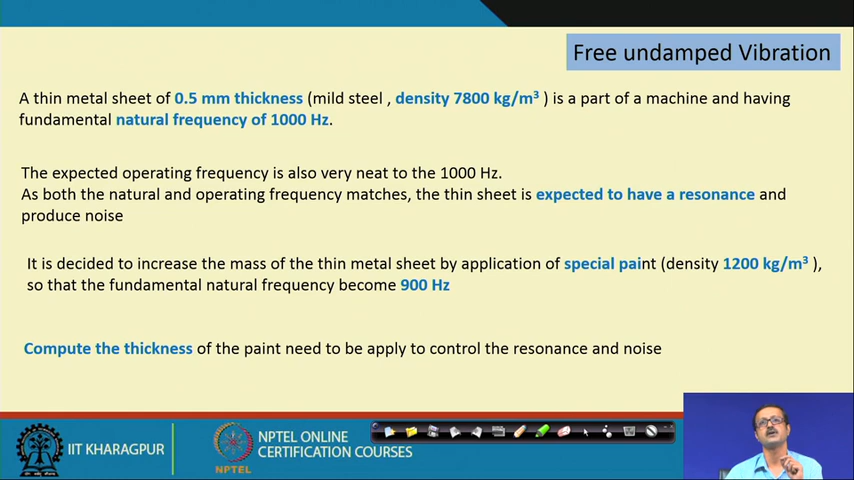 Free undamped Vibration
A thin metal sheet of 0.5 mm thickness (mild steel , density 7800 kg/m³ ) is a part of a machine and having
fundamental natural frequency of 1000 Hz.
The expected operating frequency is also very neat to the 1000 Hz.
As both the natural and operating frequency matches, the thin sheet is expected to have a resonance and
produce noise
It is decided to increase the mass of the thin metal sheet by application of special paint (density 1200 kg/m³ ),
so that the fundamental natural frequency become 900 Hz
Compute the thickness of the paint need to be apply to control the resonance and noise
IIT KHARAGPUR
NPTEL
NPTEL ONLINE
CERTIFICATION COURSES